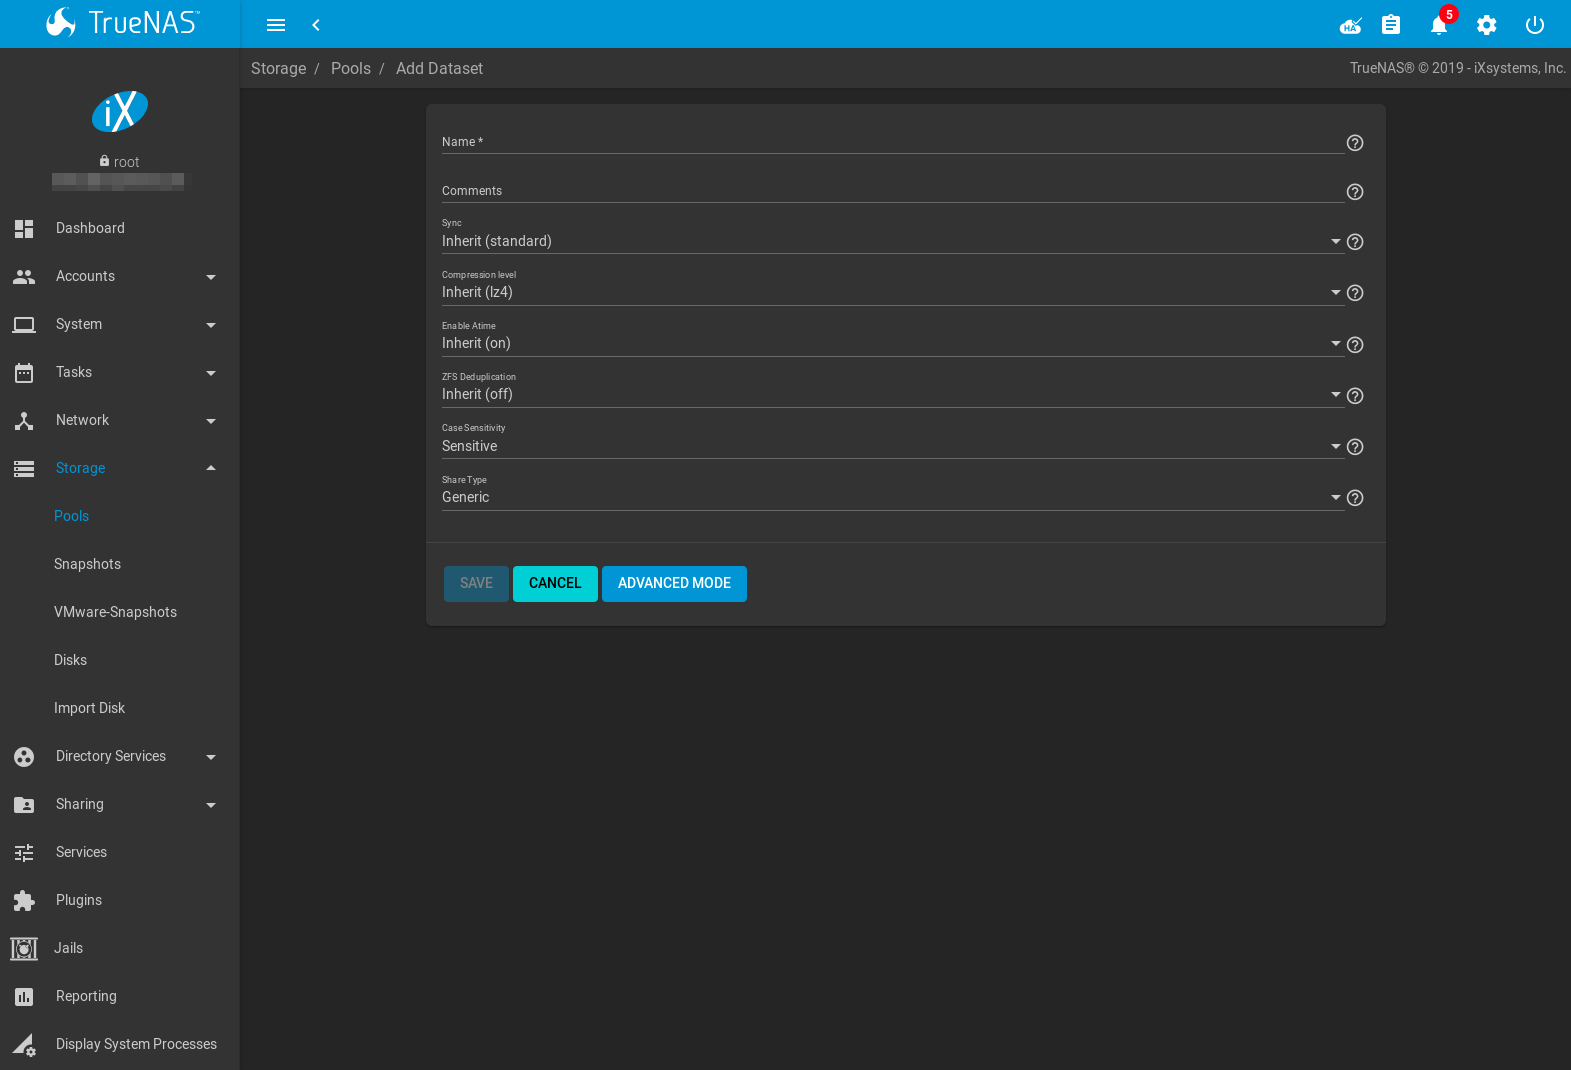 TrueNAS™
5
HA
Storage / Pools / Add Dataset
TrueNAS® © 2019 - iXsystems, Inc.
iX
root
Dashboard
Accounts
System
Tasks
Network
Storage
Pools
Snapshots
VMware-Snapshots
Disks
Import Disk
Directory Services
Sharing
Services
Plugins
Jails
Reporting
Display System Processes
Name *
Comments
Sync
Inherit (standard)
Compression level
Inherit (lz4)
Enable Atime
Inherit (on)
ZFS Deduplication
Inherit (off)
Case Sensitivity
Sensitive
Share Type
Generic
SAVE CANCEL ADVANCED MODE